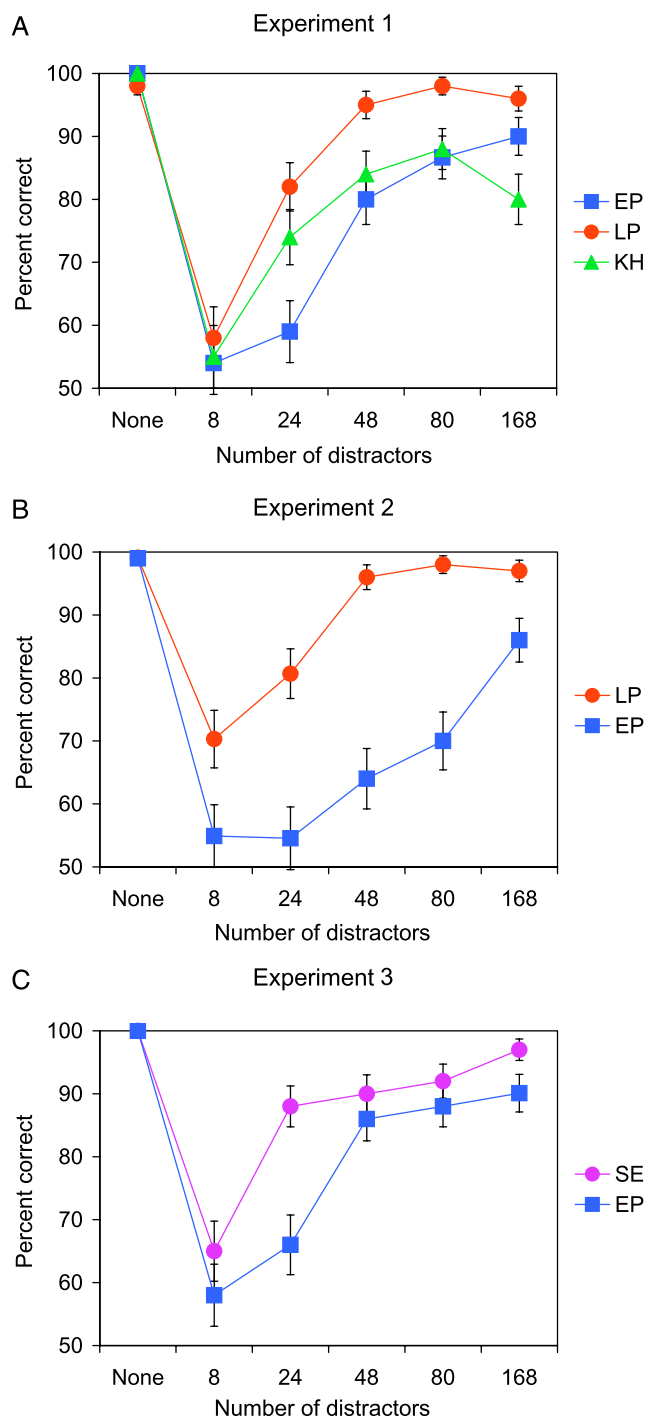 A
Experiment 1
Percent correct
100
90
80
70
60
50
None 8 24 48 80 168
Number of distractors
EP
LP
KH
B
Experiment 2
Percent correct
100
90
80
70
60
50
None 8 24 48 80 168
Number of distractors
LP
EP
C
Experiment 3
Percent correct
100
90
80
70
60
50
None 8 24 48 80 168
Number of distractors
SE
EP